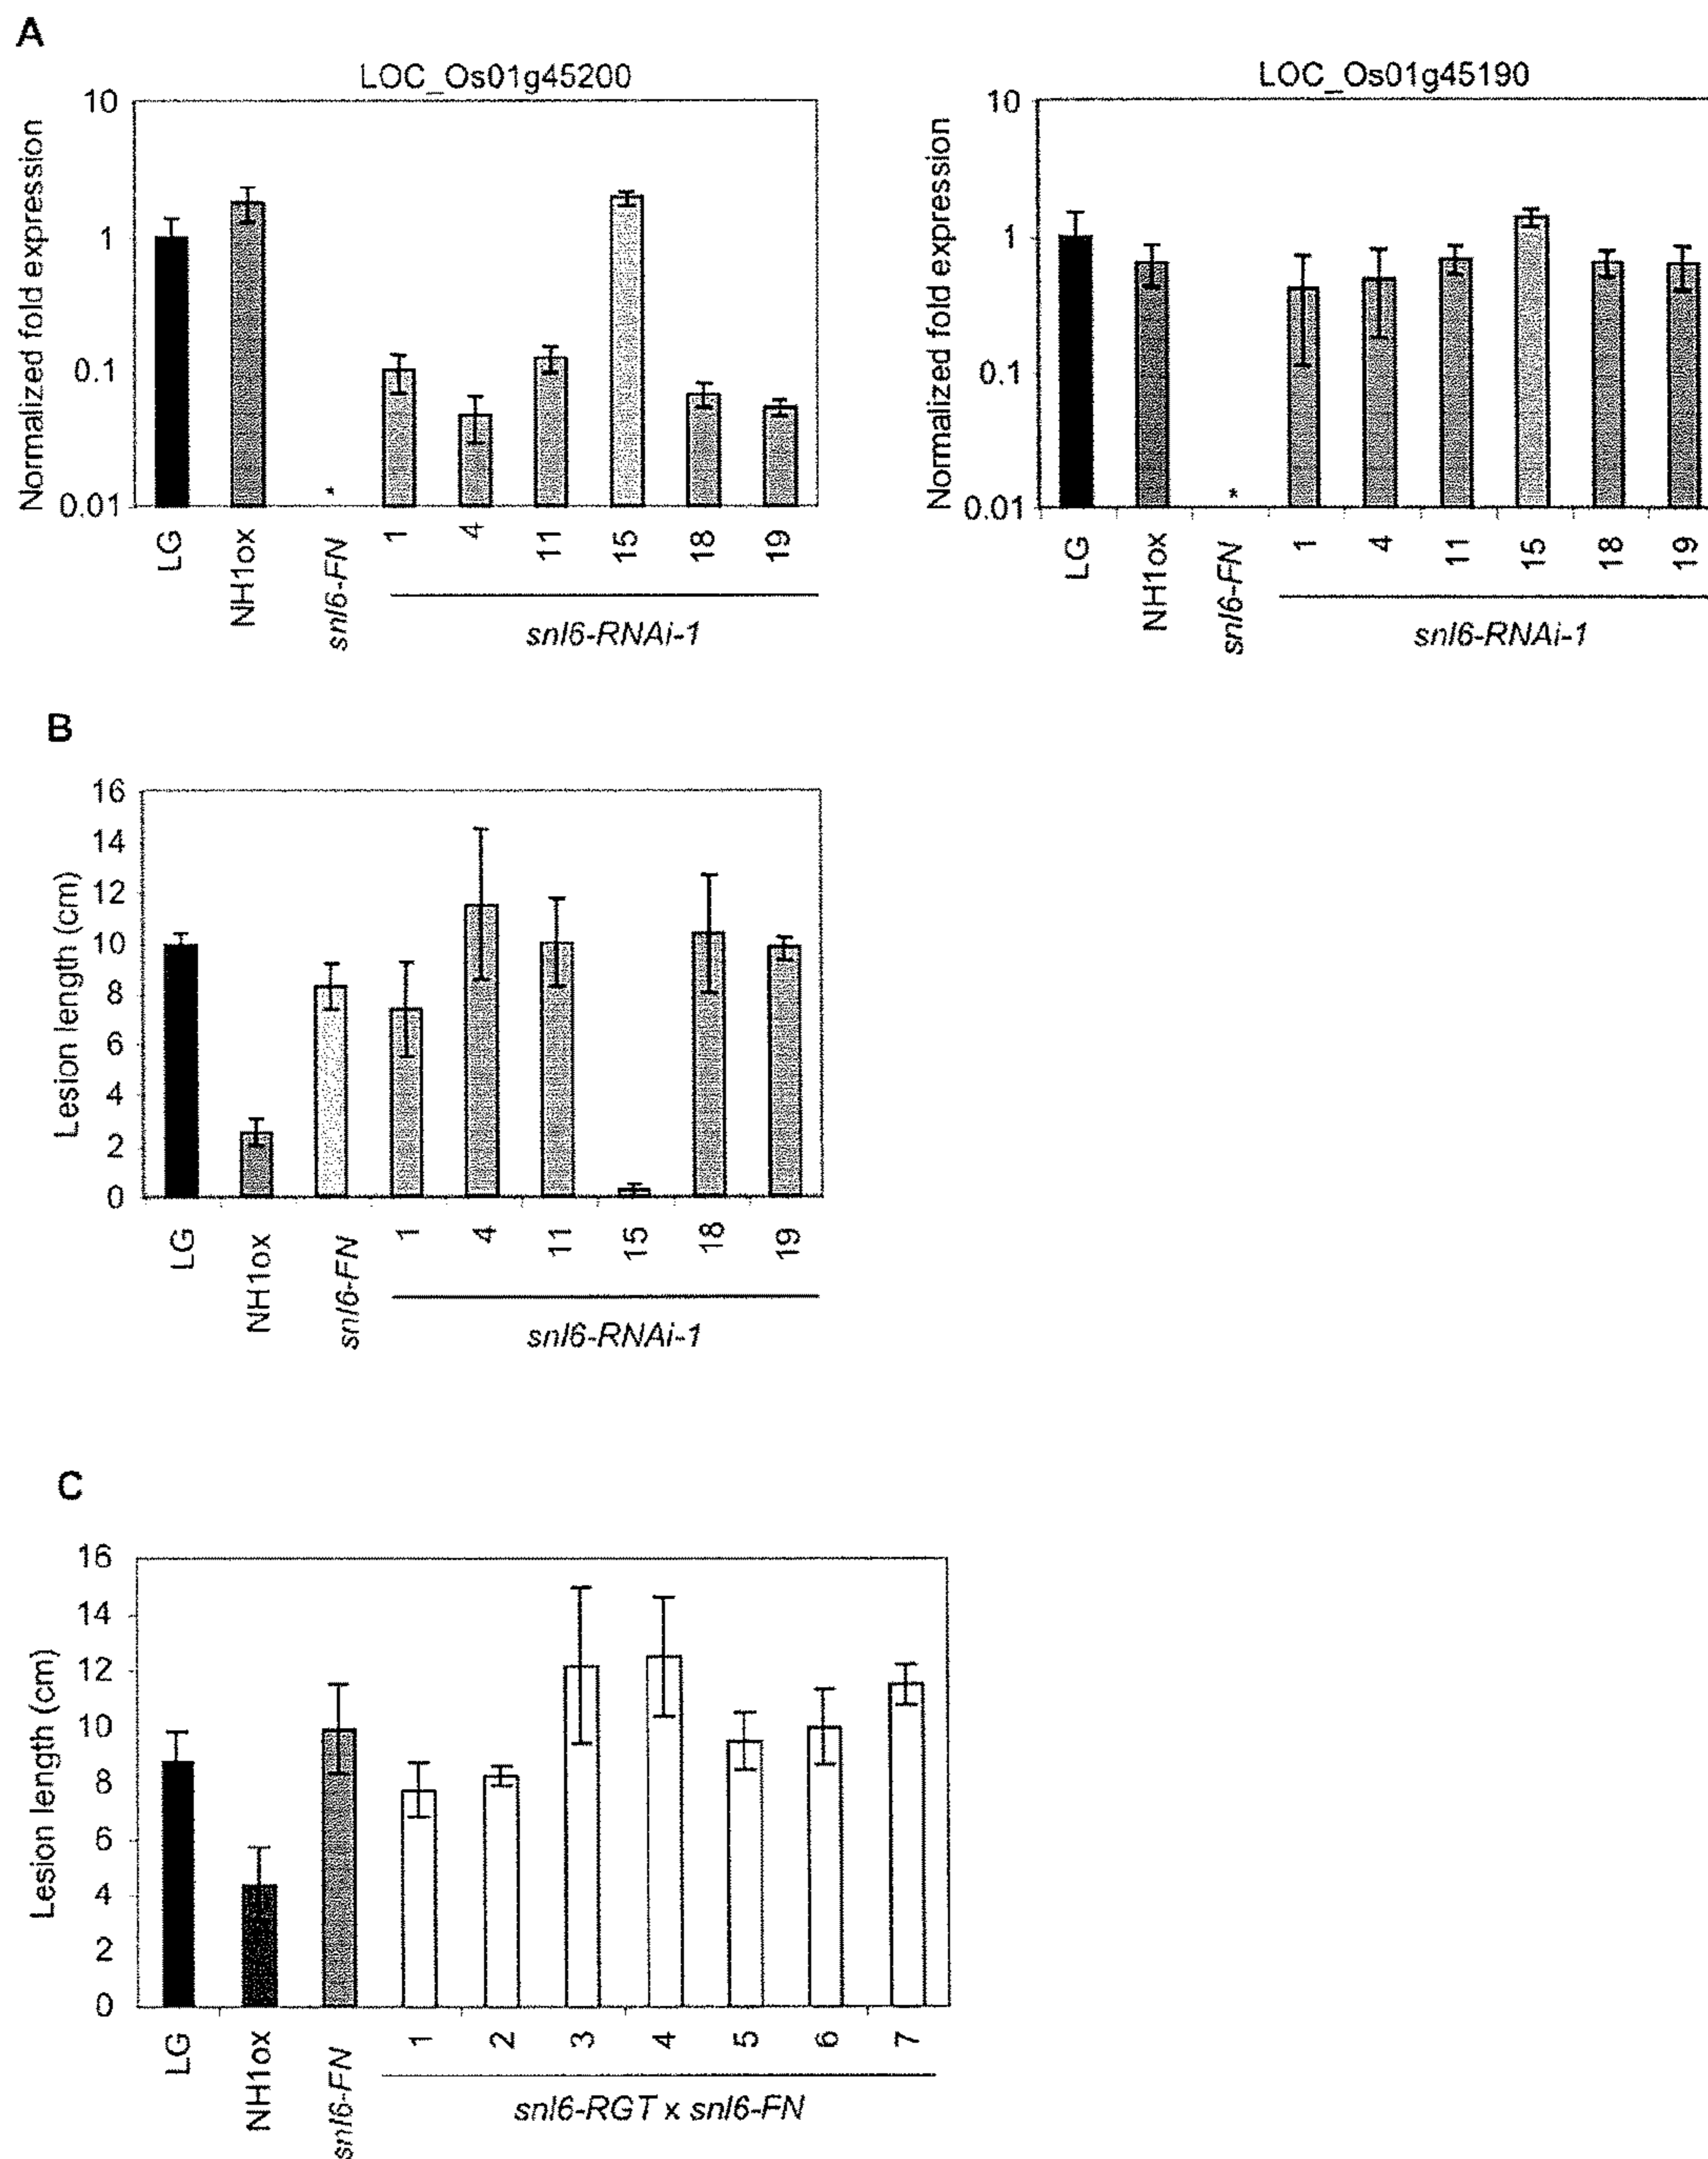 A
LOC_Os01g45200
Normalized fold expression
10
1
0.1
0.01
*
LG
NH1ox
snl6-FN
1
4
11
15
18
19
snl6-RNAi-1
LOC_Os01g45190
Normalized fold expression
10
1
0.1
0.01
*
LG
NH1ox
snl6-FN
1
4
11
15
18
19
snl6-RNAi-1
B
Lesion length (cm)
16
14
12
10
8
6
4
2
0
LG
NH1ox
snl6-FN
1
4
11
15
18
19
snl6-RNAi-1
C
Lesion length (cm)
16
14
12
10
8
6
4
2
0
LG
NH1ox
snl6-FN
1
2
3
4
5
6
7
snl6-RGT x snl6-FN